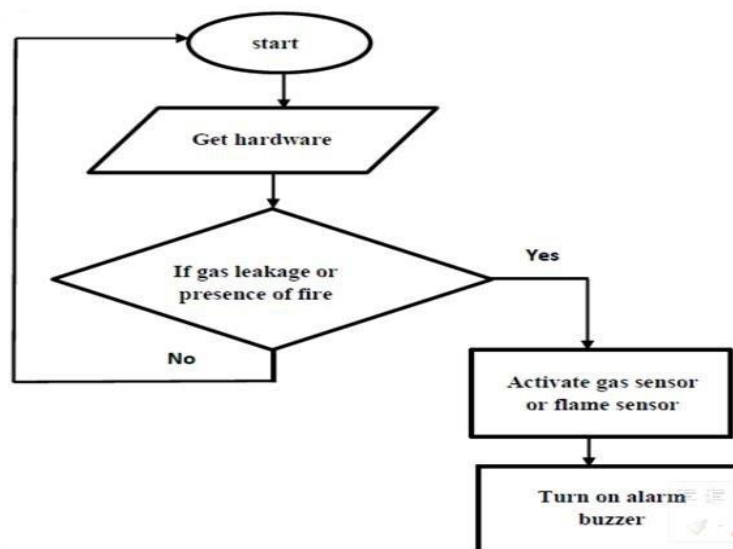 start
Get hardware
If gas leakage or
presence of fire
Yes
No
Activate gas sensor
or flame sensor
Turn on alarm
buzzer